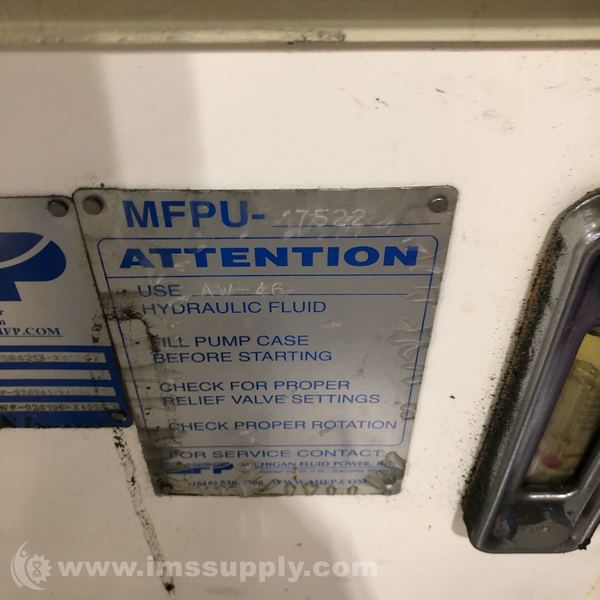 MFPU- 17522
ATTENTION
· USE AW-46
HYDRAULIC FLUID
· FILL PUMP CASE
BEFORE STARTING
· CHECK FOR PROPER
RELIEF VALVE SETTINGS
· CHECK PROPER ROTATION
FOR SERVICE CONTACT
MICHIGAN FLUID POWER, INC.
www.imssupply.com